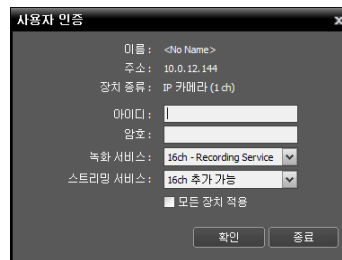 사용자 인증
x
이름 : <No Name>
주소 : 10.0.12.144
장치 종류 : IP 카메라 (1 ch)
아이디 :
암호 :
녹화 서비스 : 16ch - Recording Service
스트리밍 서비스 : 16ch 추가 가능
모든 장치 적용
확인 종료